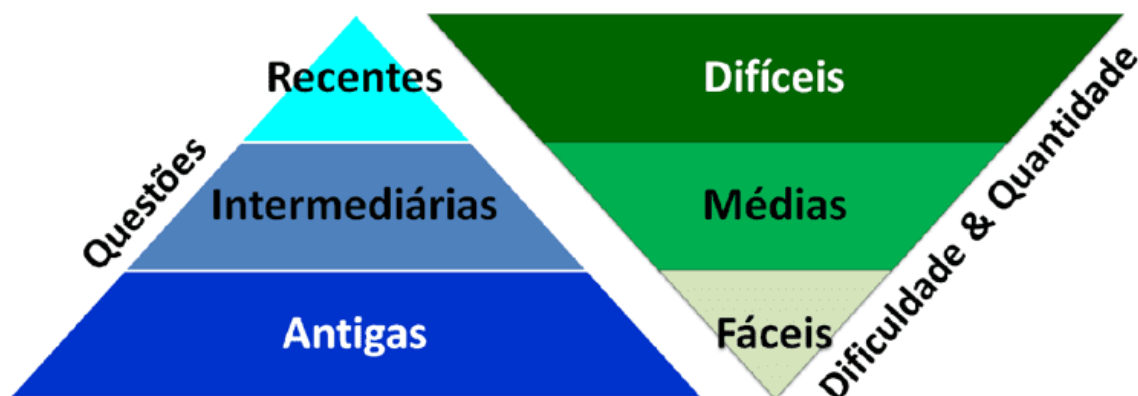 Questões
Recentes
Intermediárias
Antigas
Difíceis
Médias
Fáceis
Dificuldade & Quantidade